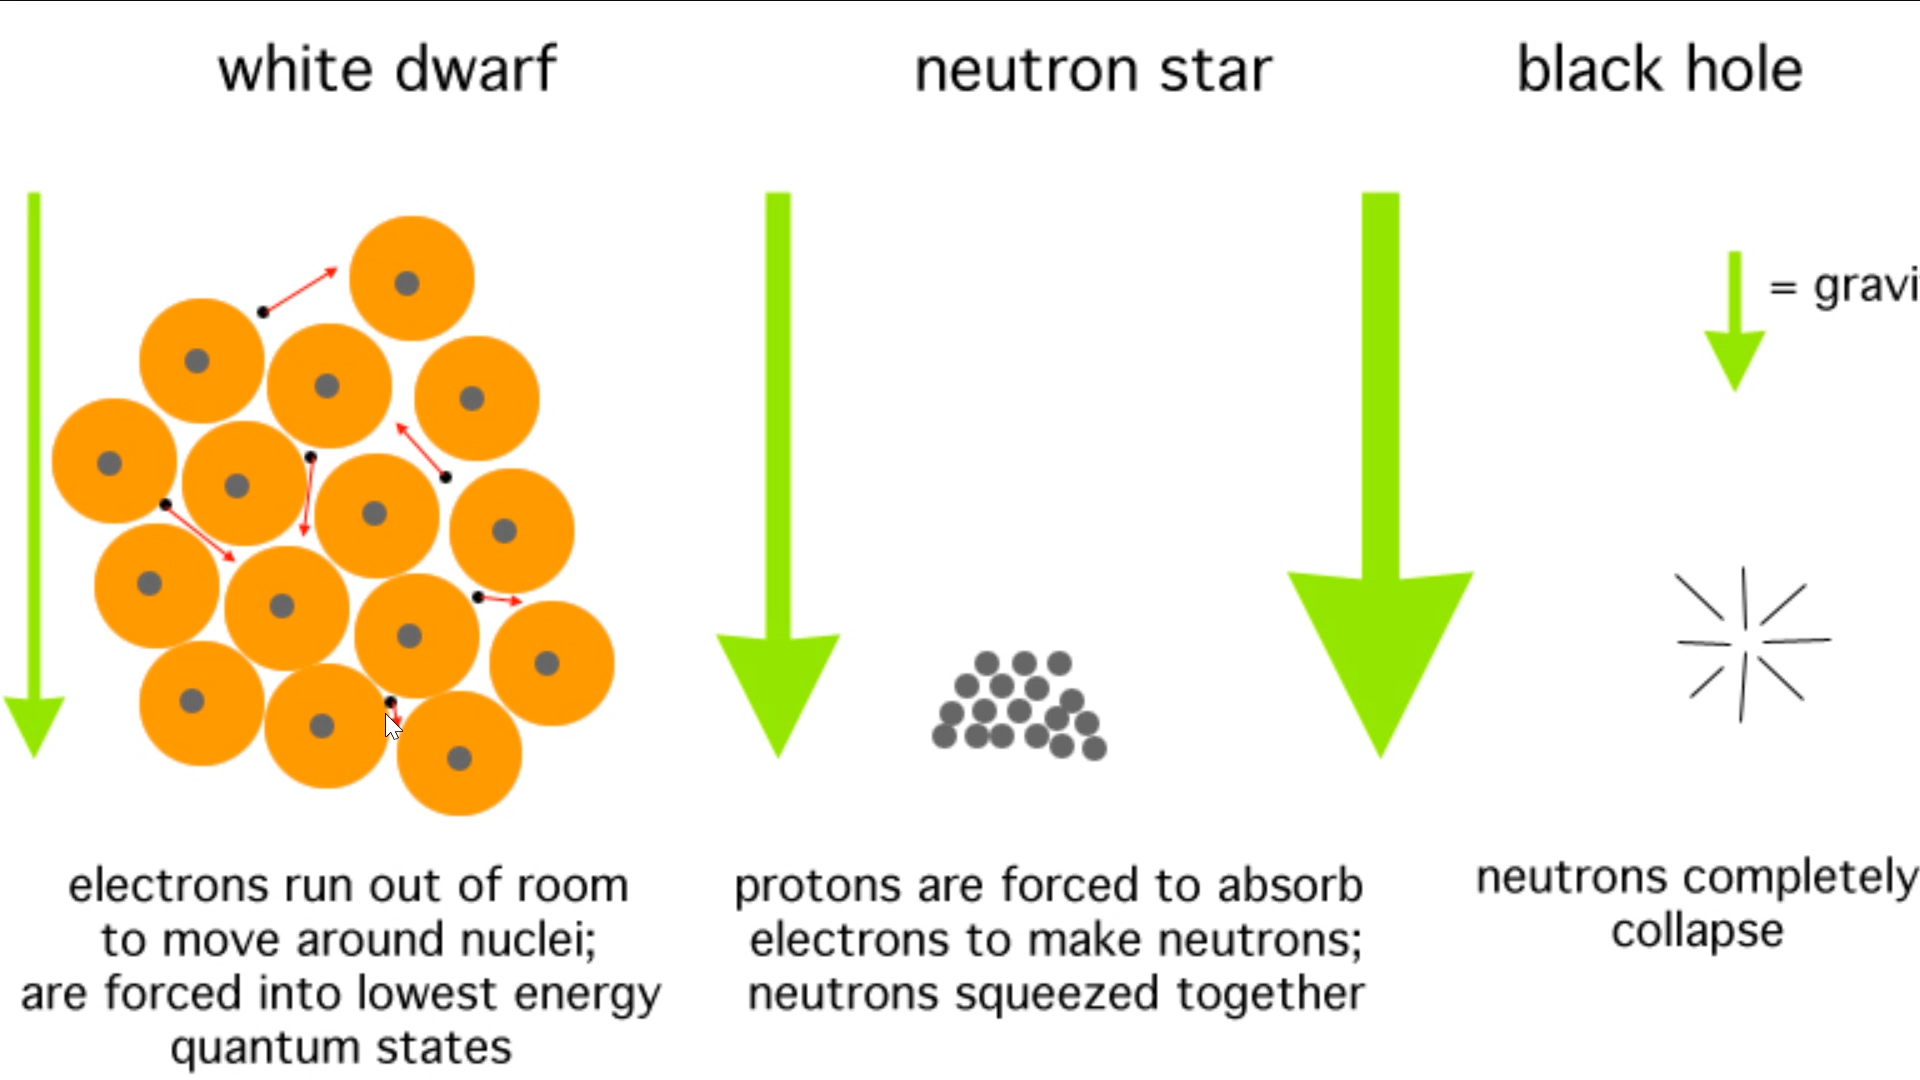 white dwarf
neutron star
black hole
= gravi
electrons run out of room
to move around nuclei;
are forced into lowest energy
quantum states
protons are forced to absorb
electrons to make neutrons;
neutrons squeezed together
neutrons completely
collapse